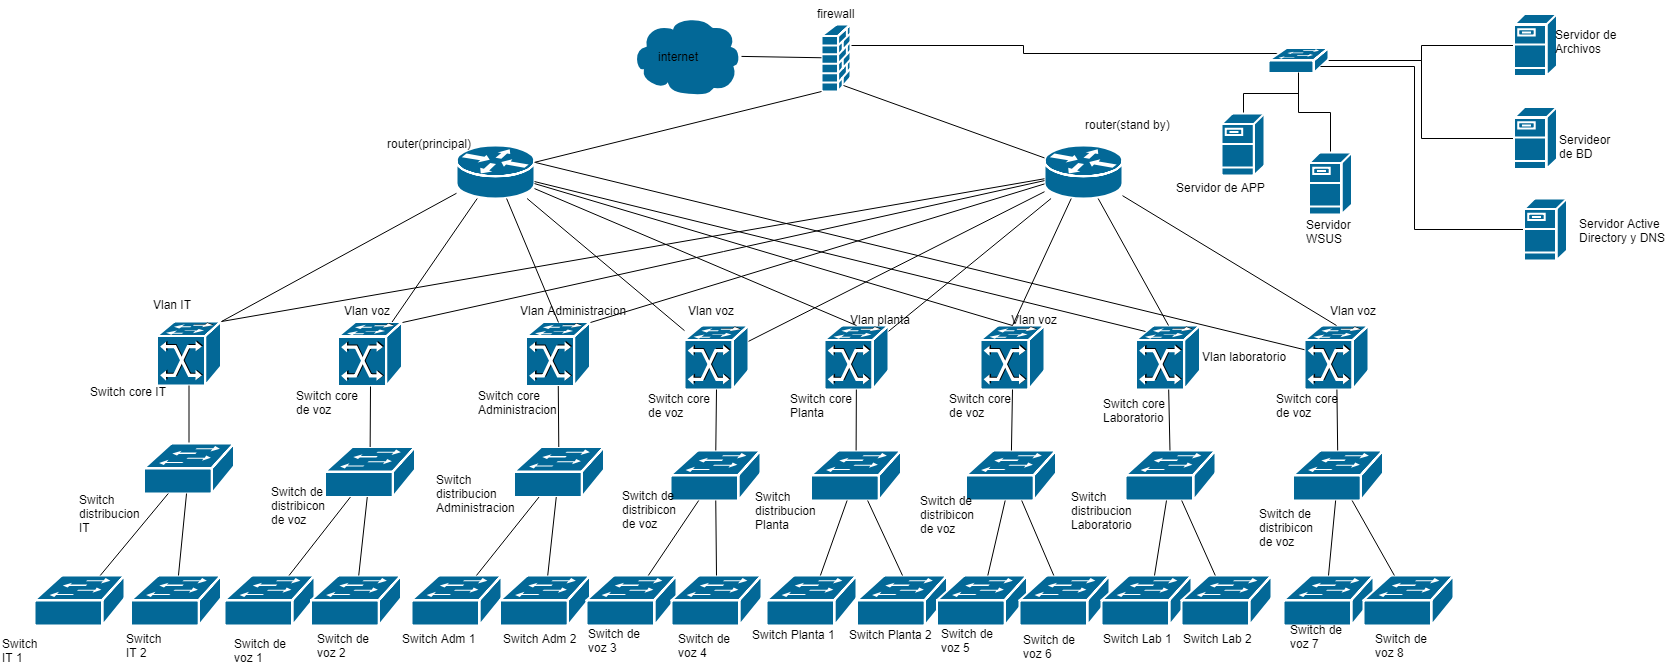 firewall
internet
Servidor de
Archivos
router(principal)
router(stand by)
Servideor
de BD
Servidor de APP
Servidor
WSUS
Servidor Active
Directory y DNS
Vlan IT
Vlan voz
Vlan Administracion
Vlan voz
Vlan planta
Vlan voz
Vlan laboratorio
Vlan voz
Switch core IT
Switch core
de voz
Switch core
Administracion
Switch core
de voz
Switch core
Planta
Switch core
de voz
Switch core
Laboratorio
Switch core
de voz
Switch
distribucion
IT
Switch de
distribicon
de voz
Switch
distribucion
Administracion
Switch de
distribicon
de voz
Switch
distribucion
Planta
Switch de
distribicon
de voz
Switch
distribucion
Laboratorio
Switch de
distribicon
de voz
Switch
IT 1
Switch
IT 2
Switch de
voz 1
Switch de
voz 2
Switch Adm 1
Switch Adm 2
Switch de
voz 3
Switch de
voz 4
Switch Planta 1
Switch Planta 2
Switch de
voz 5
Switch de
voz 6
Switch Lab 1
Switch Lab 2
Switch de
voz 7
Switch de
voz 8